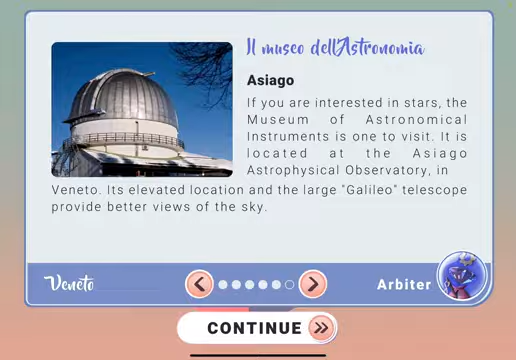 Il museo dell'Astronomia
Asiago
If you are interested in stars, the
Museum of Astronomical
Instruments is one to visit. It is
located at the Asiago
Astrophysical Observatory, in
Veneto. Its elevated location and the large "Galileo" telescope
provide better views of the sky.
Veneto
Arbiter
CONTINUE